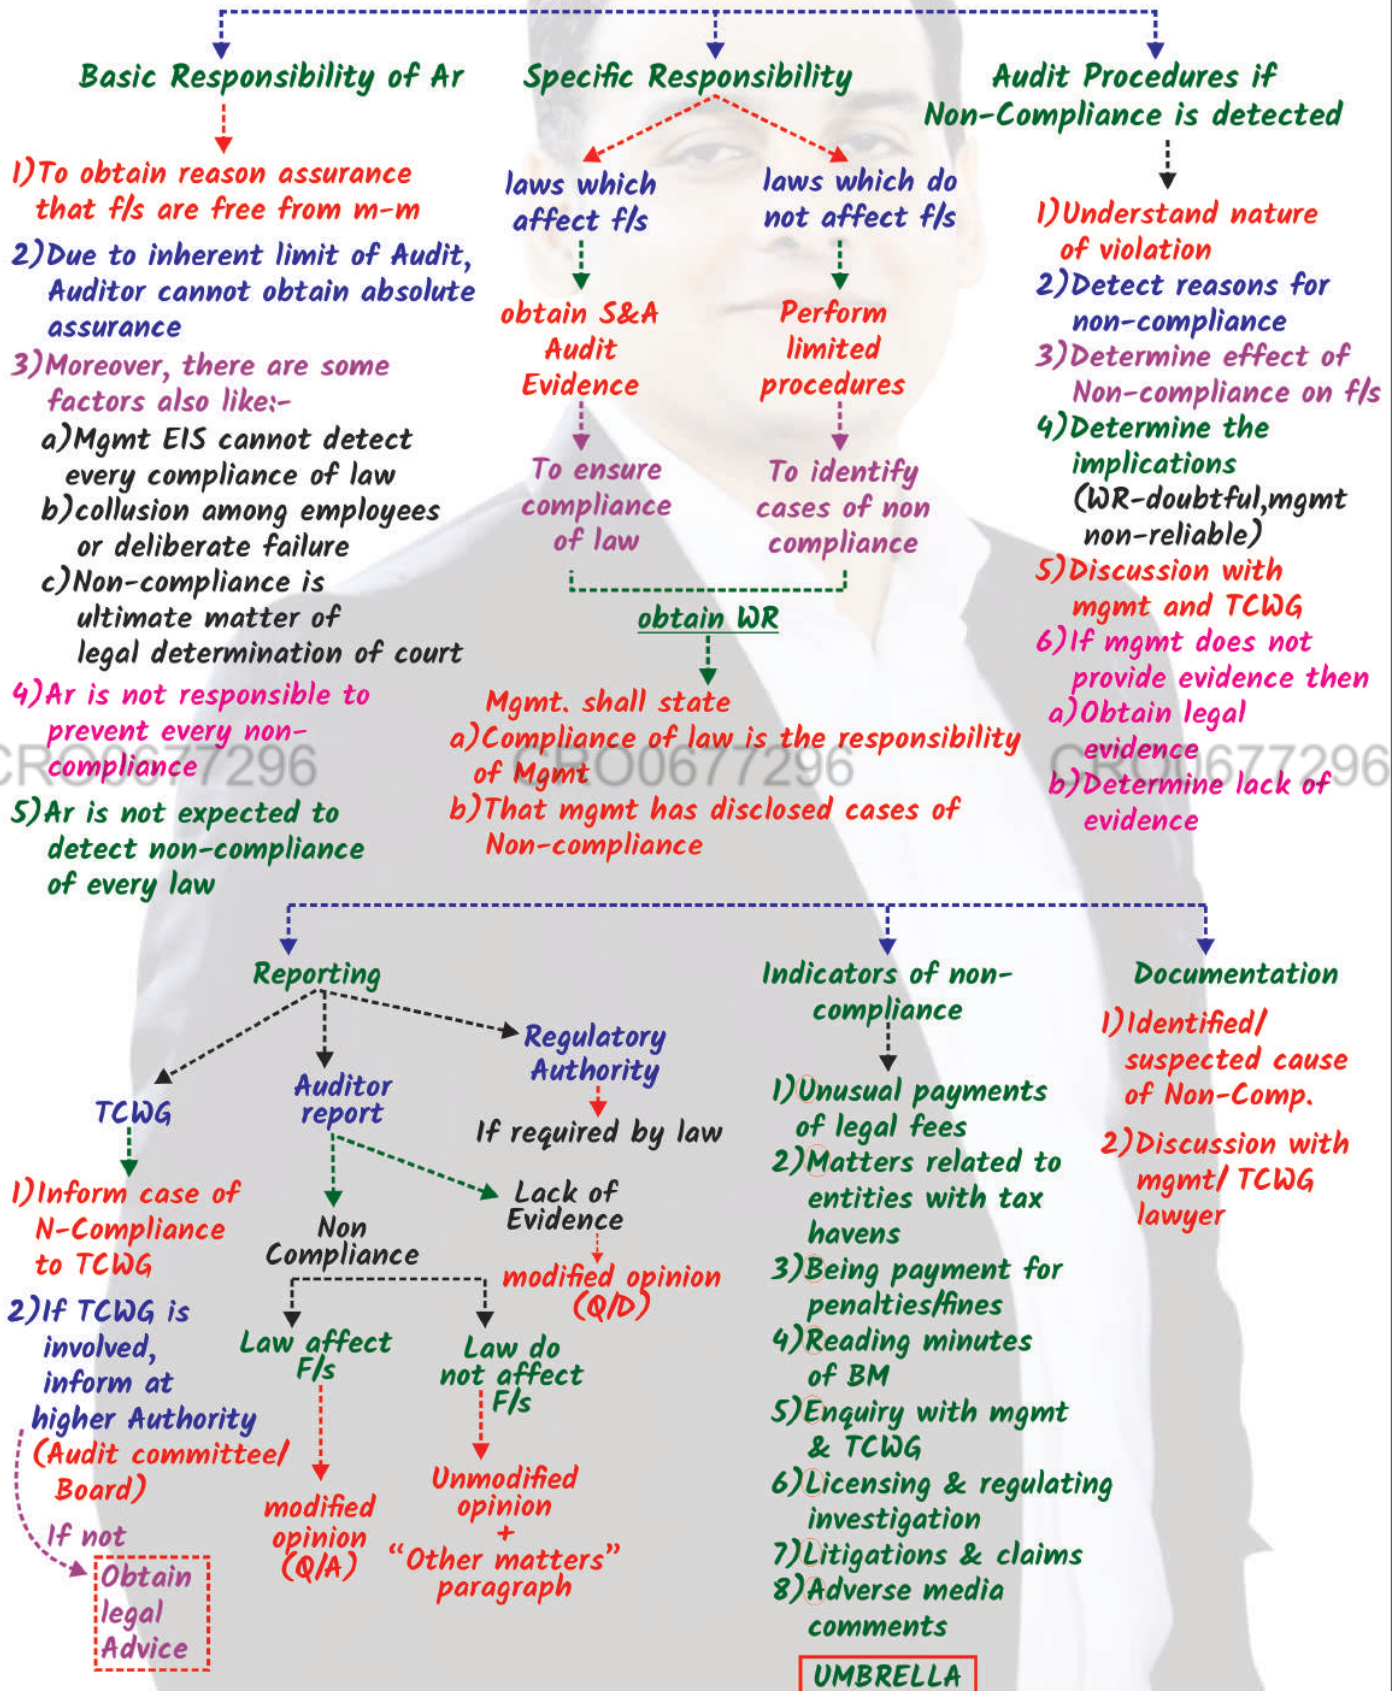 Basic Responsibility of Ar
1)To obtain reason assurance
that f/s are free from m-m
2)Due to inherent limit of Audit,
Auditor cannot obtain absolute
assurance
3)Moreover, there are some
factors also like:-
a)Mgmt EIS cannot detect
every compliance of law
b)collusion among employees
or deliberate failure
c)Non-compliance is
ultimate matter of
legal determination of court
4)Ar is not responsible to
prevent every non-
compliance
5)Ar is not expected to
detect non-compliance
of every law
Specific Responsibility
laws which
affect f/s
obtain S&A
Audit
Evidence
To ensure
compliance
of law
laws which do
not affect f/s
Perform
limited
procedures
To identify
cases of non
compliance
obtain WR
Mgmt. shall state
a)Compliance of law is the responsibility
of Mgmt
b)That mgmt has disclosed cases of
Non-compliance
Audit Procedures if
Non-Compliance is detected
1)Understand nature
of violation
2)Detect reasons for
non-compliance
3)Determine effect of
Non-compliance on f/s
4)Determine the
implications
(WR-doubtful,mgmt
non-reliable)
5)Discussion with
mgmt and TCWG
6)If mgmt does not
provide evidence then
a)Obtain legal
evidence
b)Determine lack of
evidence
CRO0677296 CRO0677296 CRO0677296
Reporting
TCWG
1)Inform case of
N-Compliance
to TCWG
2)If TCWG is
involved,
inform at
higher Authority
(Audit committee/
Board)
If not
Obtain
legal
Advice
Auditor
report
Non
Compliance
Law affect
F/s
modified
opinion
(Q/A)
Law do
not affect
F/s
Unmodified
opinion
+
“Other matters”
paragraph
Lack of
Evidence
modified opinion
(Q/D)
Regulatory
Authority
If required by law
Indicators of non-
compliance
1)Unusual payments
of legal fees
2)Matters related to
entities with tax
havens
3)Being payment for
penalties/fines
4)Reading minutes
of BM
5)Enquiry with mgmt
& TCWG
6)Licensing & regulating
investigation
7)Litigations & claims
8)Adverse media
comments
UMBRELLA
Documentation
1)Identified/
suspected cause
of Non-Comp.
2)Discussion with
mgmt/ TCWG
lawyer